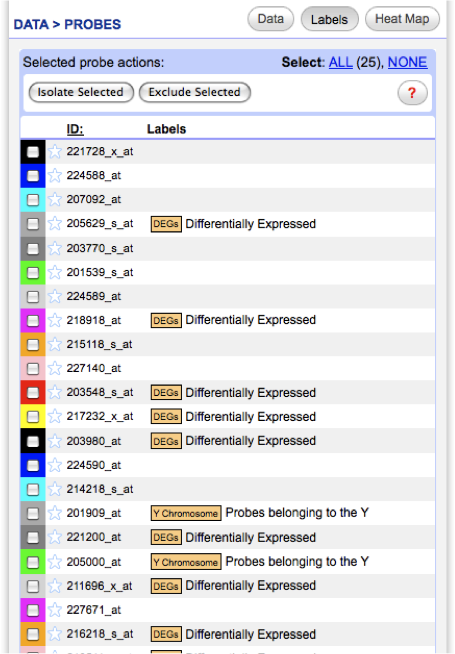 DATA > PROBES
Data Labels Heat Map
Selected probe actions: Select: ALL (25), NONE
Isolate Selected Exclude Selected ?
ID: Labels
221728_x_at
224588_at
207092_at
205629_s_at DEGs Differentially Expressed
203770_s_at
201539_s_at
224589_at
218918_at DEGs Differentially Expressed
215118_s_at
227140_at
203548_s_at DEGs Differentially Expressed
217232_x_at DEGs Differentially Expressed
203980_at DEGs Differentially Expressed
224590_at
214218_s_at
201909_at Y Chromosome Probes belonging to the Y
221200_at DEGs Differentially Expressed
205000_at Y Chromosome Probes belonging to the Y
211696_x_at DEGs Differentially Expressed
227671_at
216218_s_at DEGs Differentially Expressed